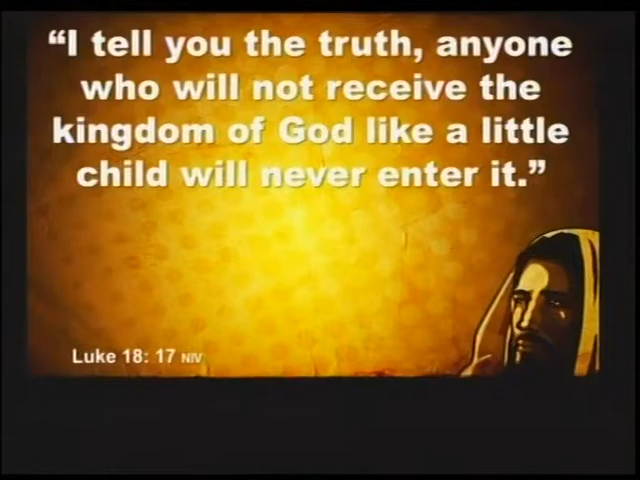 “I tell you the truth, anyone
who will not receive the
kingdom of God like a little
child will never enter it.”
Luke 18: 17 NIV